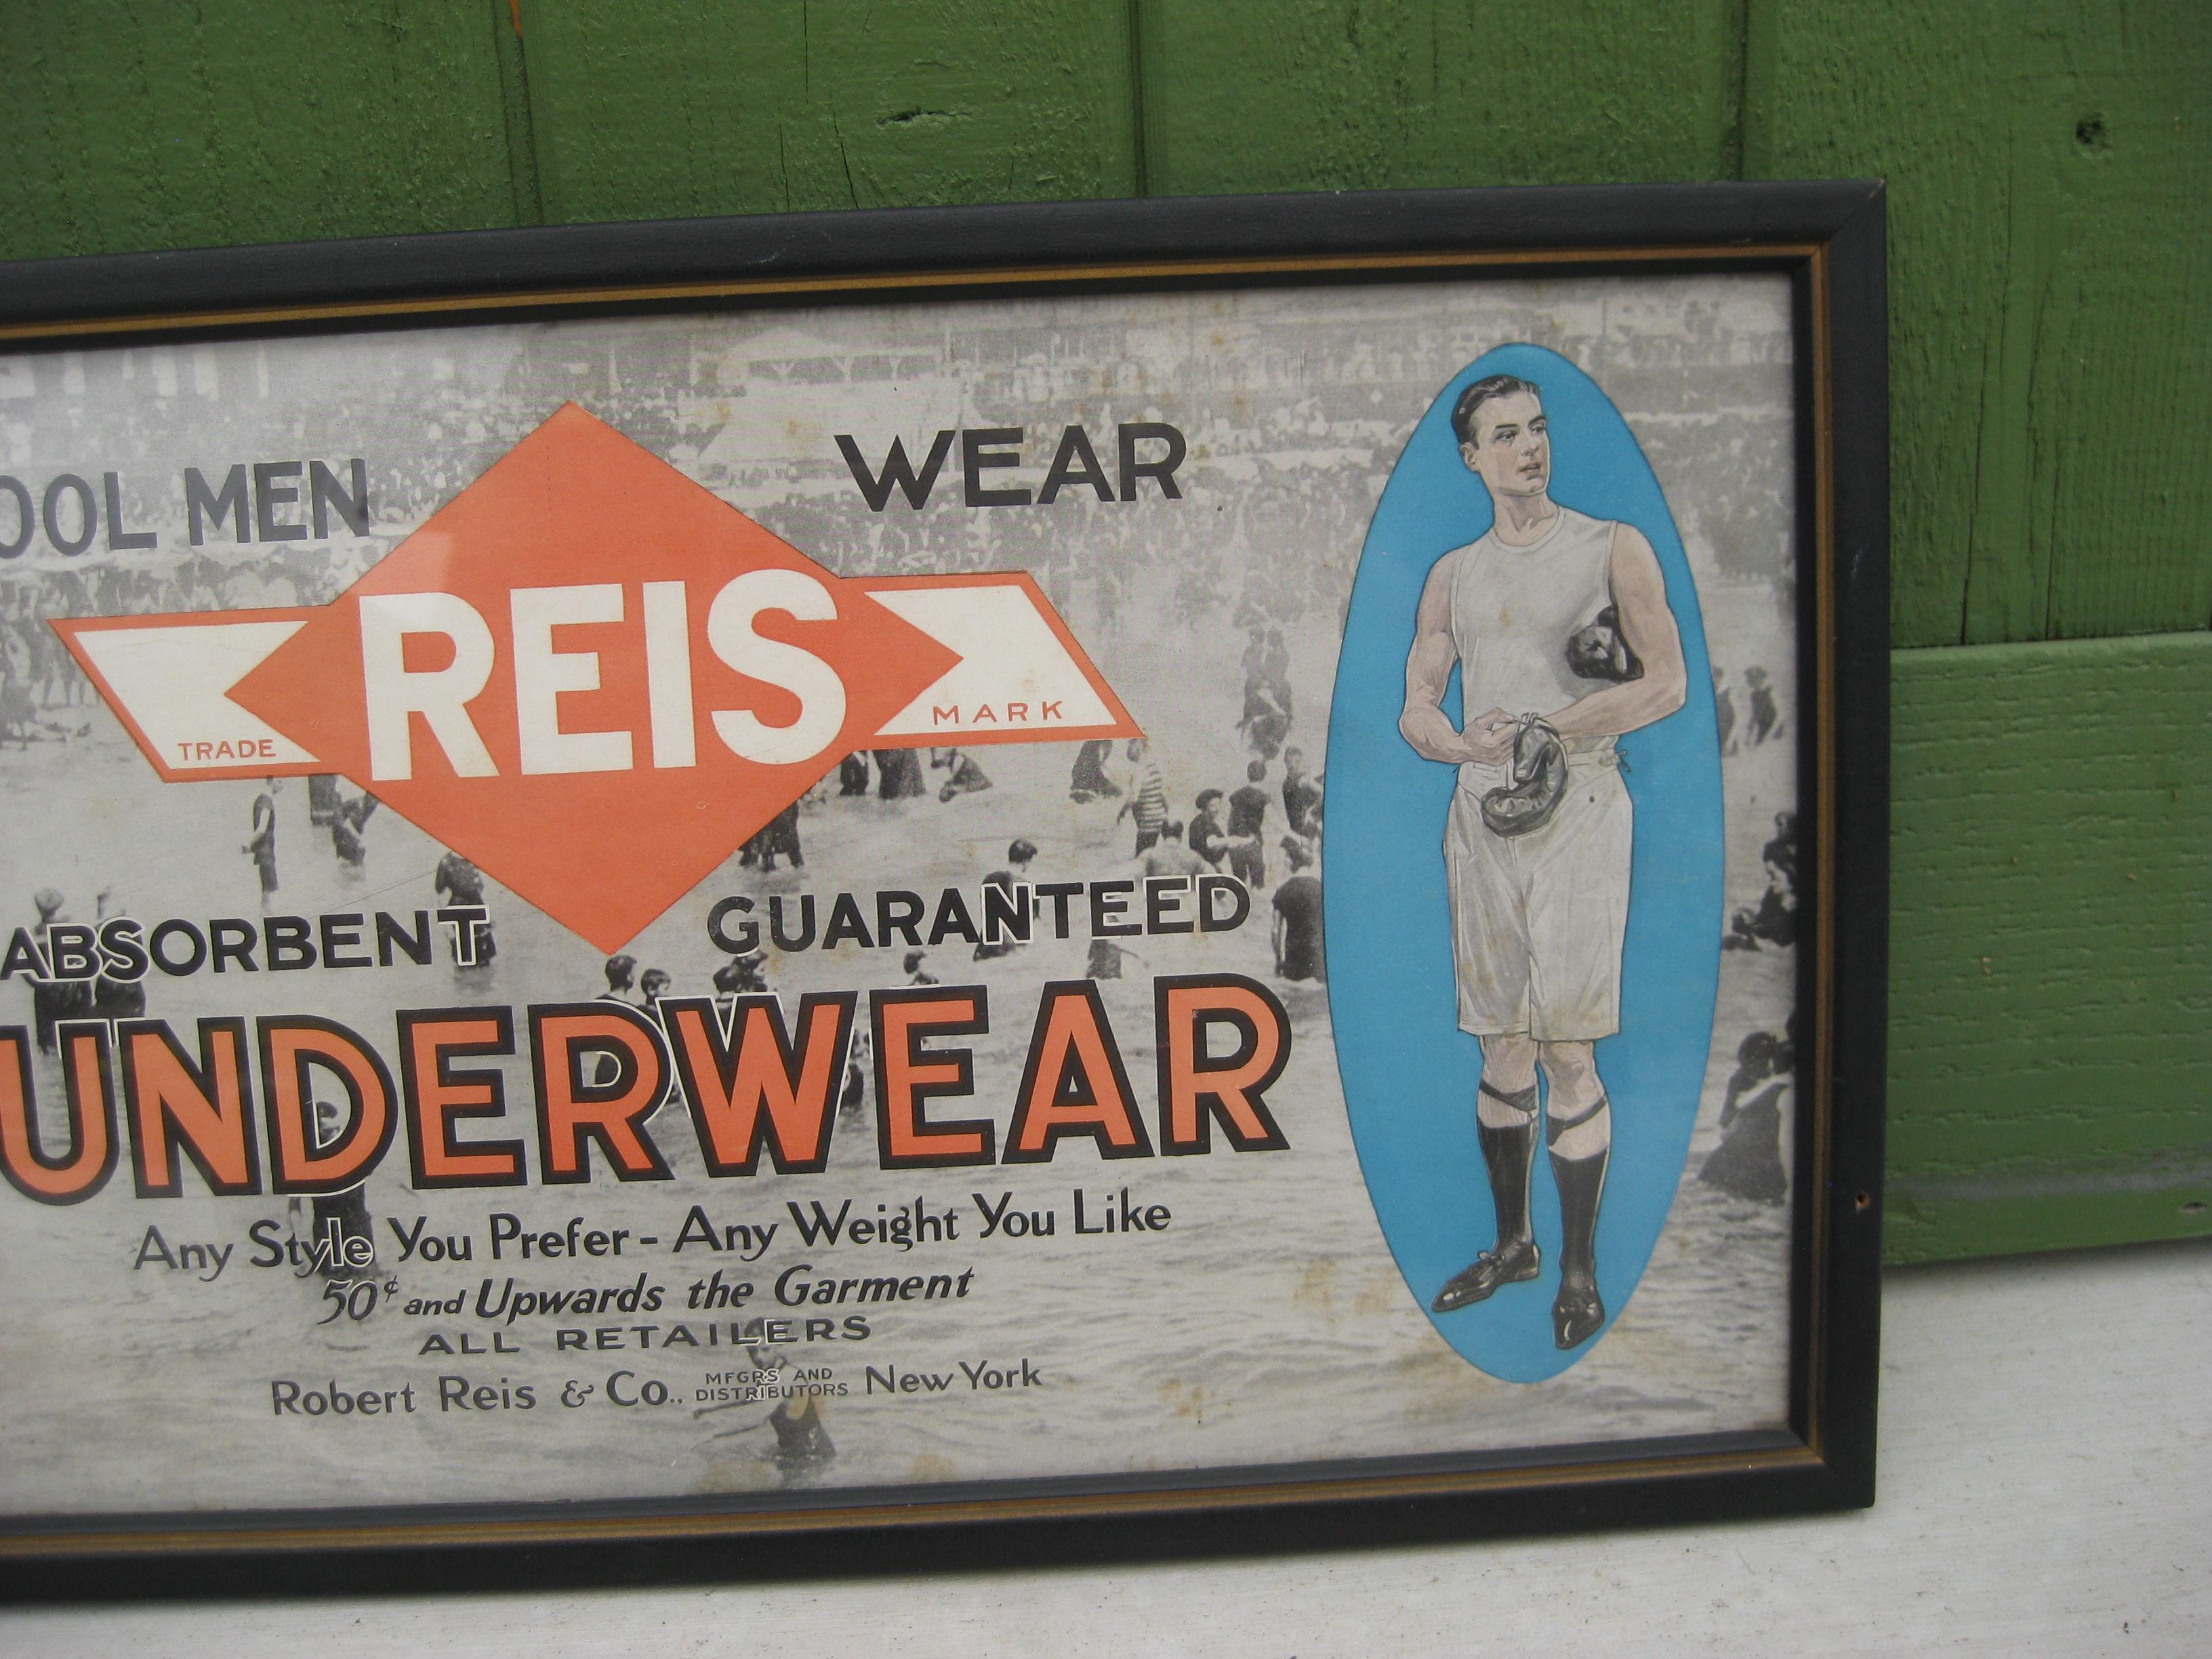 OOL MEN WEAR
TRADE REIS MARK
ABSORBENT GUARANTEED
UNDERWEAR
Any Style You Prefer - Any Weight You Like
50¢ and Upwards the Garment
ALL RETAILERS
Robert Reis & Co., MFGRS AND DISTRIBUTORS New York